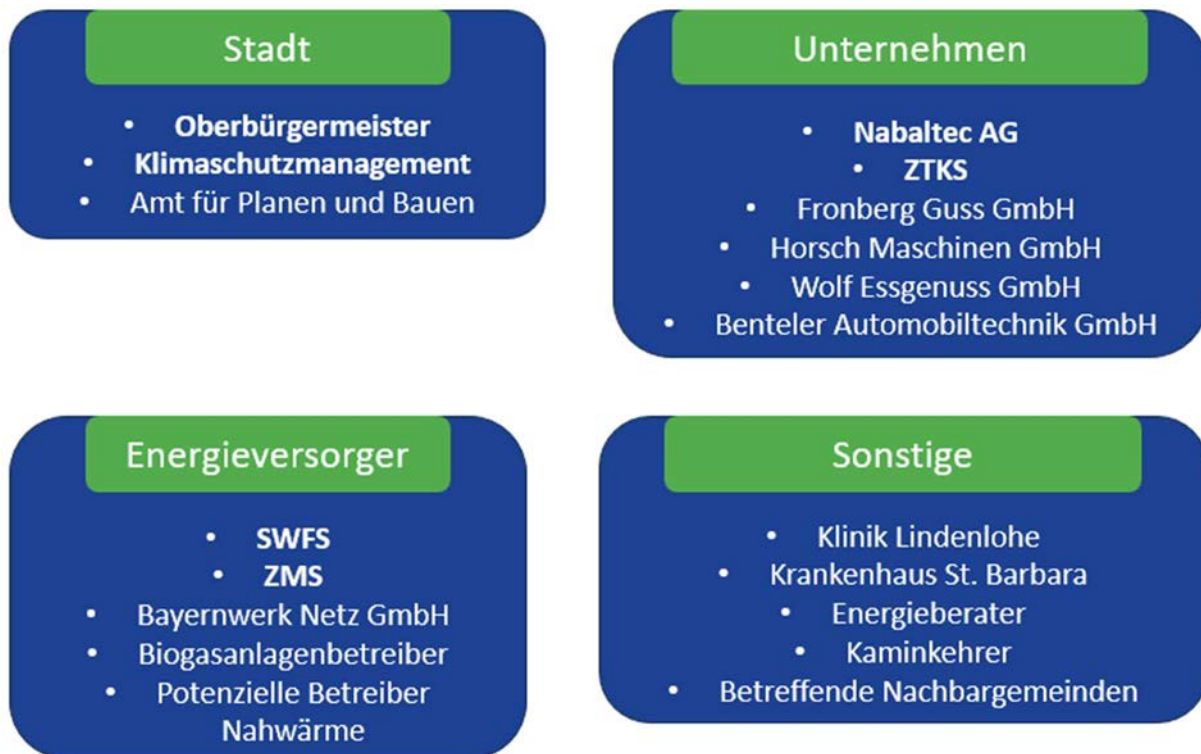 Stadt
• Oberbürgermeister
• Klimaschutzmanagement
• Amt für Planen und Bauen
Unternehmen
• Nabaltec AG
• ZTKS
• Fronberg Guss GmbH
• Horsch Maschinen GmbH
• Wolf Essgenuss GmbH
• Benteler Automobiltechnik GmbH
Energieversorger
• SWFS
• ZMS
• Bayernwerk Netz GmbH
• Biogasanlagenbetreiber
• Potenzielle Betreiber
Nahwärme
Sonstige
• Klinik Lindenlohe
• Krankenhaus St. Barbara
• Energieberater
• Kaminkehrer
• Betreffende Nachbargemeinden